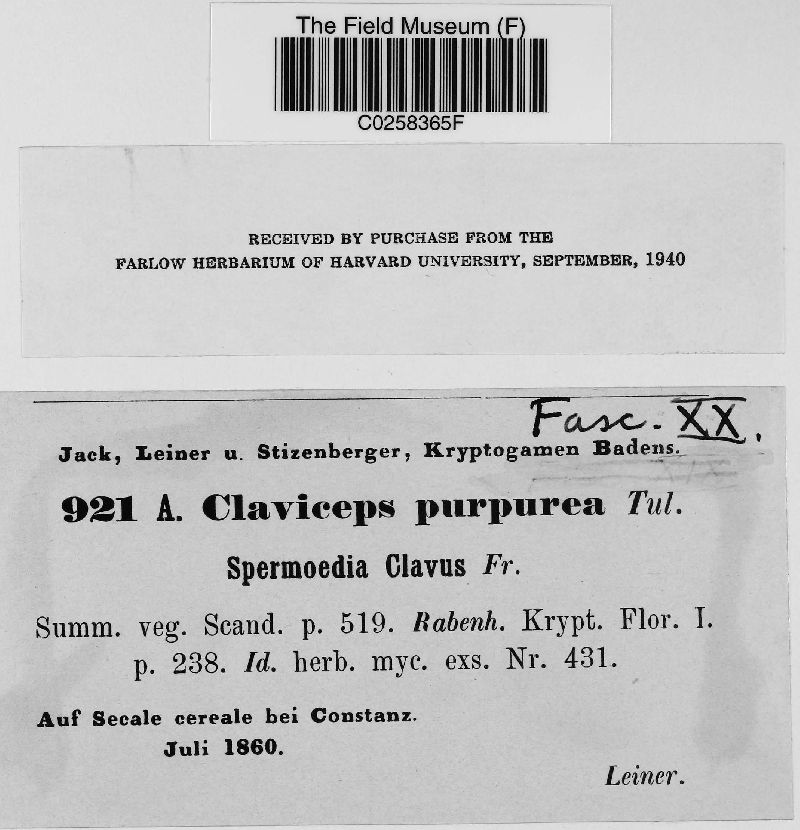 The Field Museum (F)
C0258365F
RECEIVED BY PURCHASE FROM THE
FARLOW HERBARIUM OF HARVARD UNIVERSITY, SEPTEMBER, 1940
Fasc. XX.
Jack, Leiner u. Stizenberger, Kryptogamen Badens.
921 A. Claviceps purpurea Tul.
Spermoedia Clavus Fr.
Summ. veg. Scand. p. 519. Rabenh. Krypt. Flor. I.
p. 238. Id. herb. myc. exs. Nr. 431.
Auf Secale cereale bei Constanz.
Juli 1860.
Leiner.